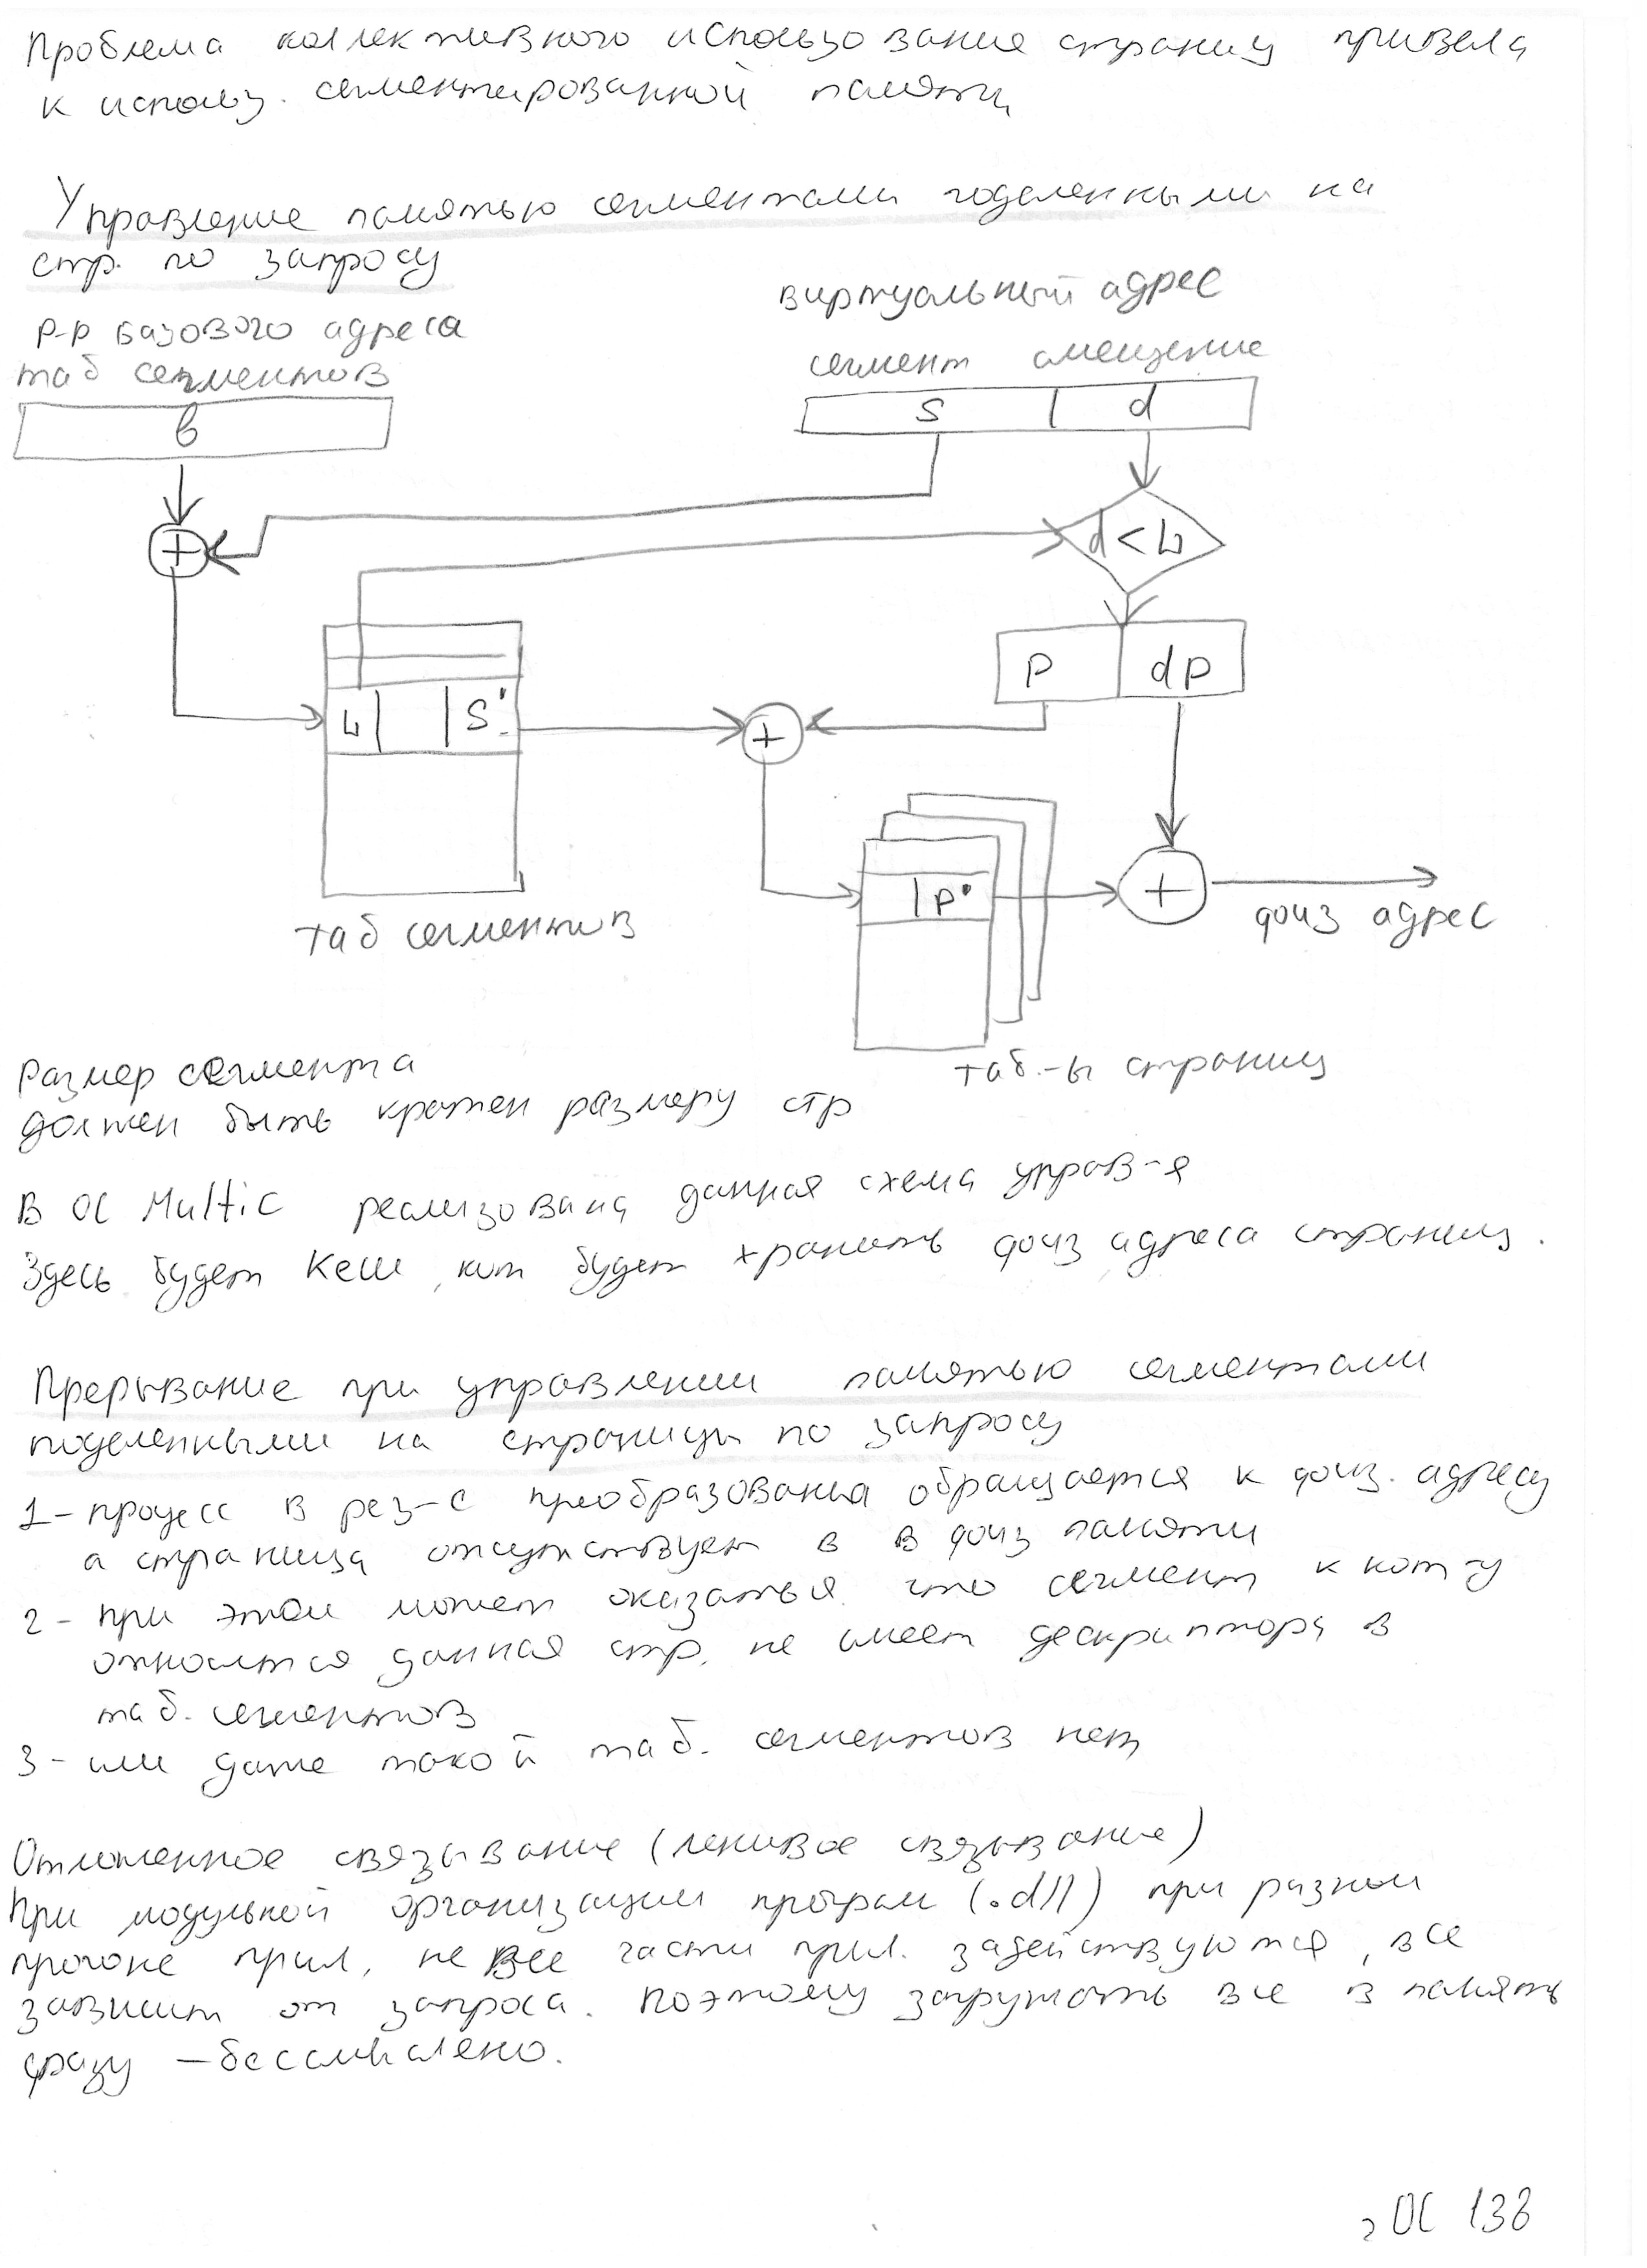 Проблема коллективного использование страниц привела
к использ. сегментированной памяти
Управление памятью сегментами поделенными на
стр. по запросу
виртуальный адрес
р-р базового адреса
таб сегментов
сегмент смещение
b
s d
+
d < L
p dp
L S'
+
p'
+
физ адрес
таб сегментов
таб.-ы страниц
Размер сегмента
должен быть кратен размеру стр
В ОС Multic реализована данная схема управ-я
Здесь будет Кеш, кот будет хранить физ адреса страниц.
Прерывание при управлении памятью сегментами
поделенными на страницы по запросу
1- процесс в рез-е преобразования обращается к физ. адресу
а страница отсутствует в в физ памяти
2- при этом может оказаться что сегмент к кот-у
относится данная стр. не имеет дескриптора в
таб. сегментов
3- или даже такой таб. сегментов нет
Отложенное связывание (ленивое связывание)
При модульной организации програм (.dll) при разном
прогоне прил, не все части прил. задействуются, все
зависит от запроса. Поэтому загружать все в память
сразу – бессмыслено.
ОС 138